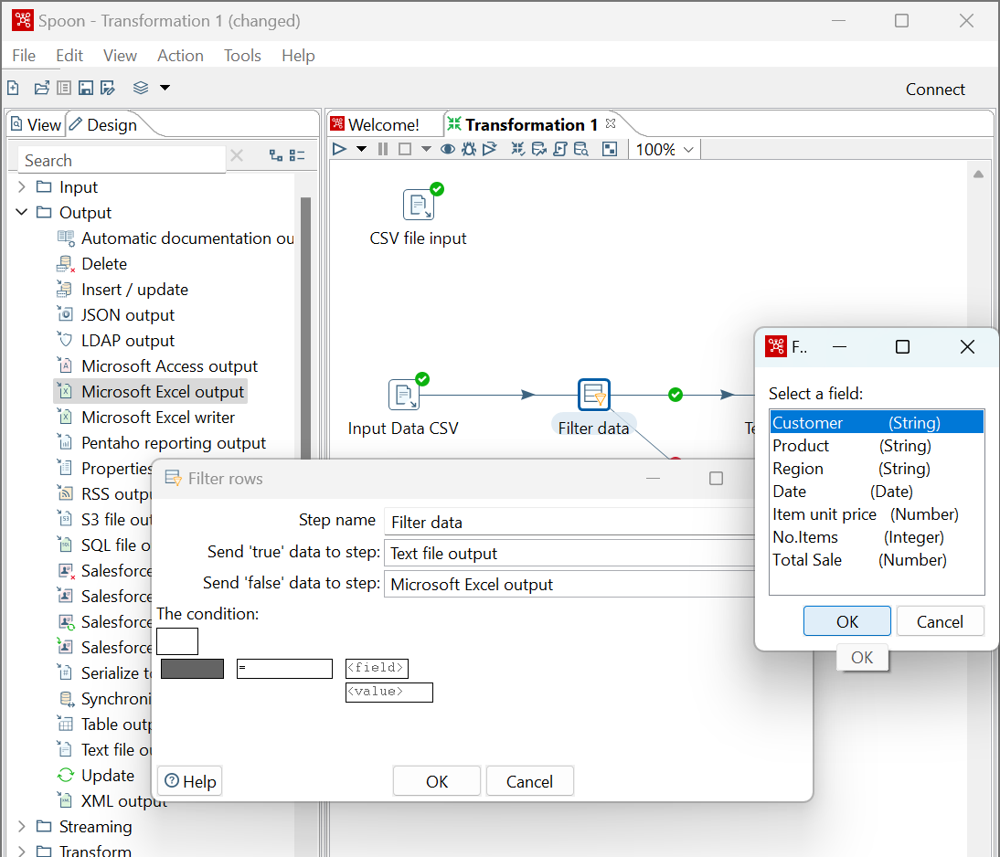 Spoon - Transformation 1 (changed)
File Edit View Action Tools Help
Connect
View Design
Search
Input
Output
Automatic documentation ou
Delete
Insert / update
JSON output
LDAP output
Microsoft Access output
Microsoft Excel output
Microsoft Excel writer
Pentaho reporting output
Properties
RSS outpu
S3 file out
SQL file o
Salesforce
Salesforce
Salesforce
Salesforce
Serialize to
Synchroni
Table outp
Text file ou
Update
XML output
Streaming
Transform
Welcome! Transformation 1
100%
CSV file input
Input Data CSV
Filter data
Te
Filter rows
Step name Filter data
Send 'true' data to step: Text file output
Send 'false' data to step: Microsoft Excel output
The condition:
= <field>
<value>
Help OK Cancel
F..
Select a field:
Customer (String)
Product (String)
Region (String)
Date (Date)
Item unit price (Number)
No.Items (Integer)
Total Sale (Number)
OK Cancel
OK